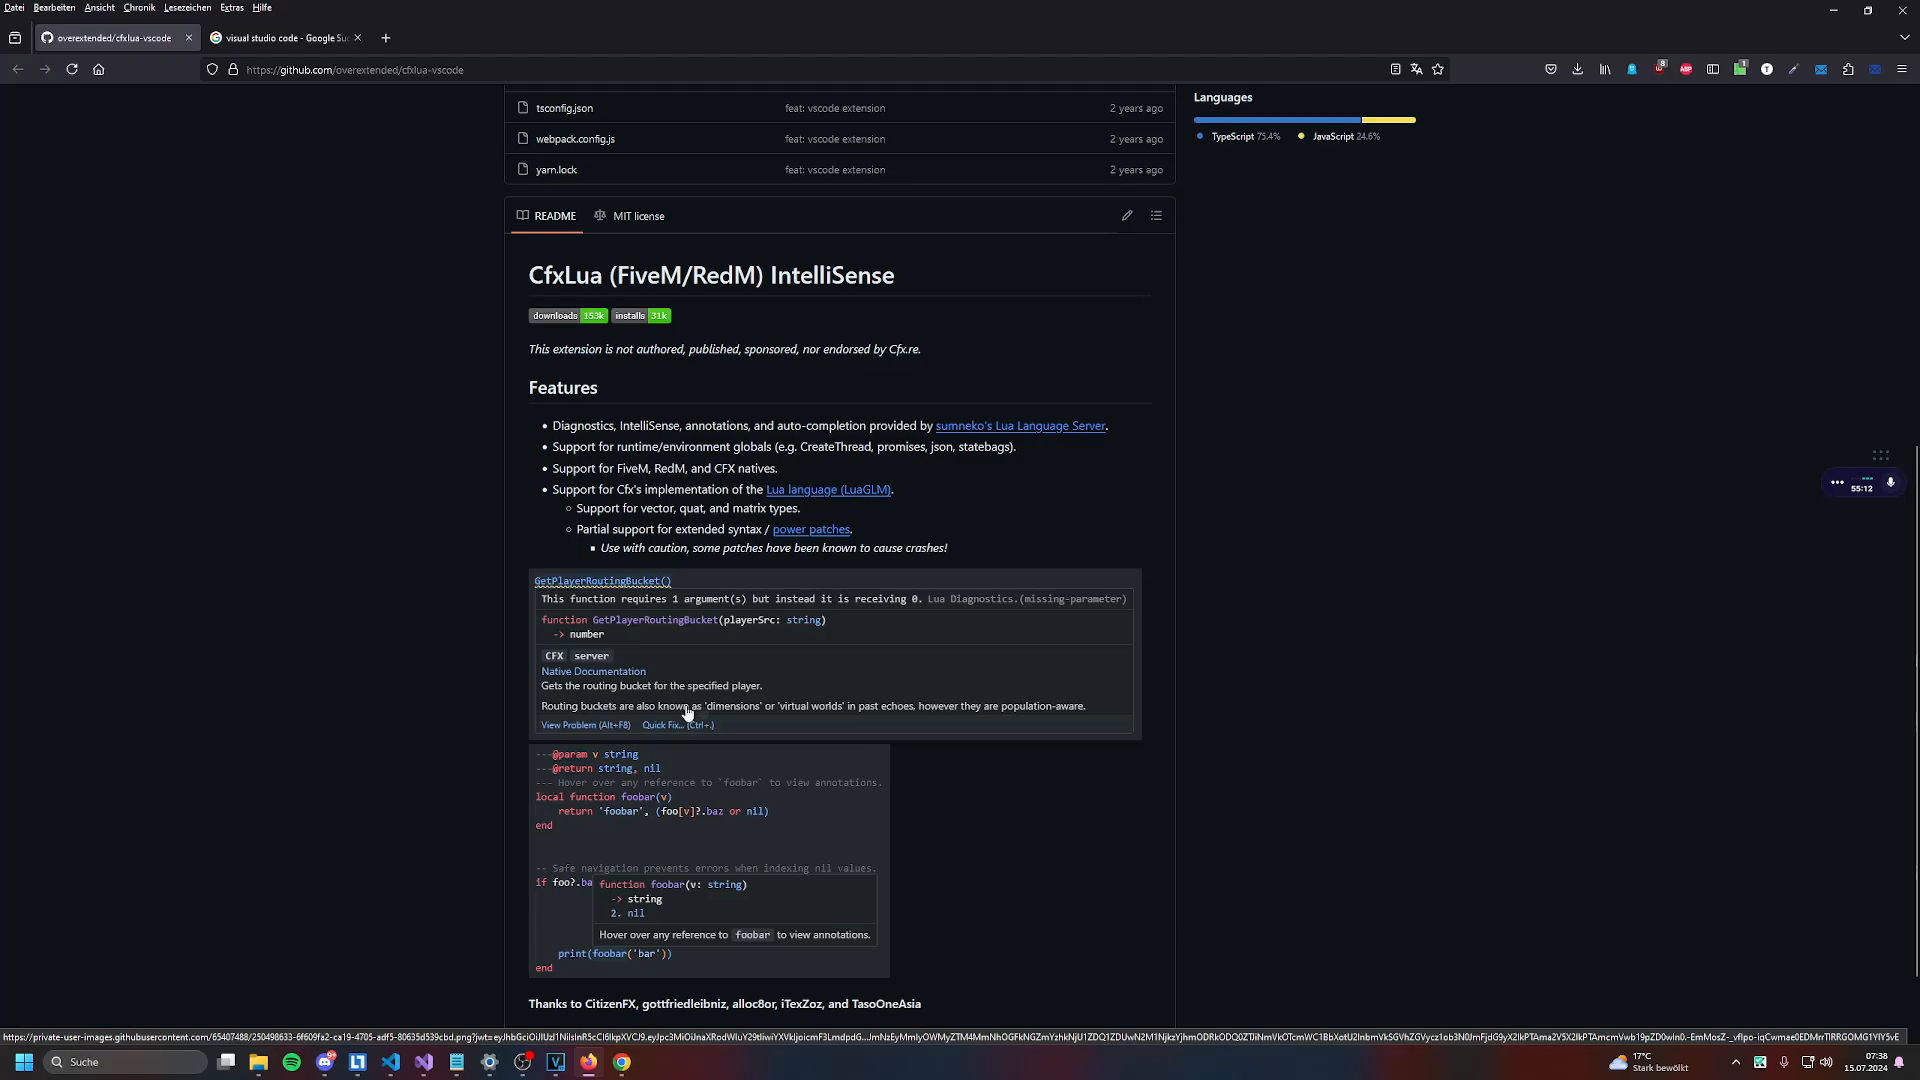 Datei Bearbeiten Ansicht Chronik Lesezeichen Extras Hilfe
overextended/cfxlua-vscode
visual studio code - Google Suc
https://github.com/overextended/cfxlua-vscode
8
ABP
1
T
Languages
TypeScript 75.4% JavaScript 24.6%
tsconfig.json feat: vscode extension 2 years ago
webpack.config.js feat: vscode extension 2 years ago
yarn.lock feat: vscode extension 2 years ago
README MIT license
CfxLua (FiveM/RedM) IntelliSense
downloads 153k installs 31k
This extension is not authored, published, sponsored, nor endorsed by Cfx.re.
Features
• Diagnostics, IntelliSense, annotations, and auto-completion provided by sumneko's Lua Language Server.
• Support for runtime/environment globals (e.g. CreateThread, promises, json, statebags).
• Support for FiveM, RedM, and CFX natives.
• Support for Cfx's implementation of the Lua language (LuaGLM).
○ Support for vector, quat, and matrix types.
○ Partial support for extended syntax / power patches.
▪ Use with caution, some patches have been known to cause crashes!
55:12
GetPlayerRoutingBucket()
This function requires 1 argument(s) but instead it is receiving 0. Lua Diagnostics.(missing-parameter)
function GetPlayerRoutingBucket(playerSrc: string)
-> number
CFX server
Native Documentation
Gets the routing bucket for the specified player.
Routing buckets are also known as 'dimensions' or 'virtual worlds' in past echoes, however they are population-aware.
View Problem (Alt+F8) Quick Fix... (Ctrl+.)
---@param v string
---@return string, nil
--- Hover over any reference to `foobar` to view annotations.
local function foobar(v)
return 'foobar', (foo[v]?.baz or nil)
end
-- Safe navigation prevents errors when indexing nil values.
if foo?.ba
function foobar(v: string)
-> string
2. nil
Hover over any reference to foobar to view annotations.
print(foobar('bar'))
end
Thanks to CitizenFX, gottfriedleibniz, alloc8or, iTexZoz, and TasoOneAsia
Suche
17°C
Stark bewölkt
07:38
15.07.2024